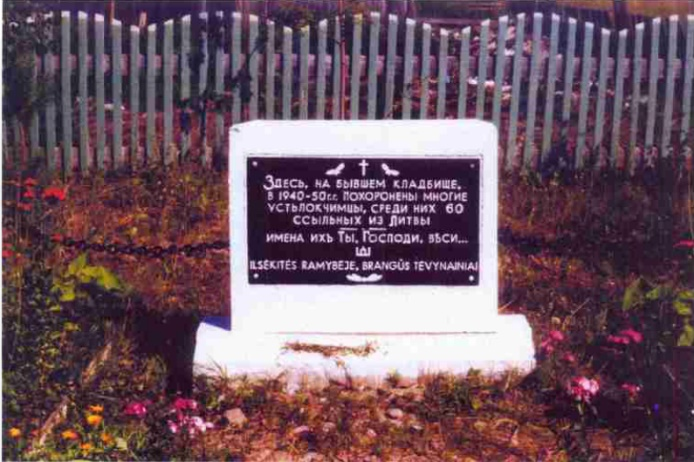 Здесь, на бывшем кладбище,
в 1940-50гг. похоронены многие
устьлокчимцы, среди них 60
ссыльных из Литвы
имена ихъ Ты, Господи, вѣси...
ILSĖKITĖS RAMYBĖJE, BRANGŪS TĖVYNAINIAI